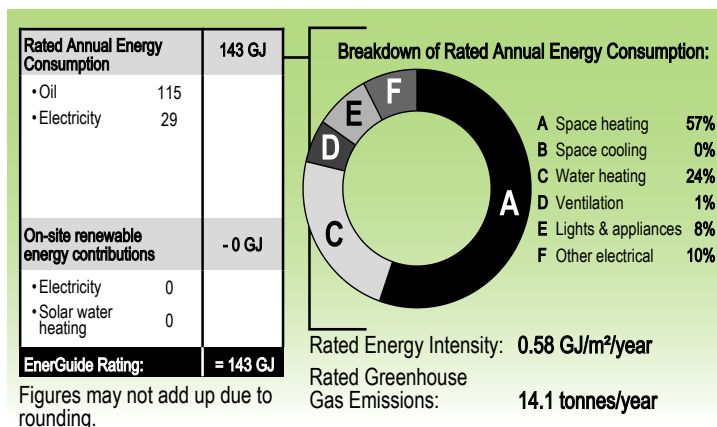 Rated Annual Energy Consumption 143 GJ
• Oil 115
• Electricity 29
On-site renewable energy contributions - 0 GJ
• Electricity 0
• Solar water heating 0
EnerGuide Rating: = 143 GJ
Figures may not add up due to
rounding.
Breakdown of Rated Annual Energy Consumption:
A
C
D
E
F
A Space heating 57%
B Space cooling 0%
C Water heating 24%
D Ventilation 1%
E Lights & appliances 8%
F Other electrical 10%
Rated Energy Intensity: 0.58 GJ/m²/year
Rated Greenhouse
Gas Emissions: 14.1 tonnes/year